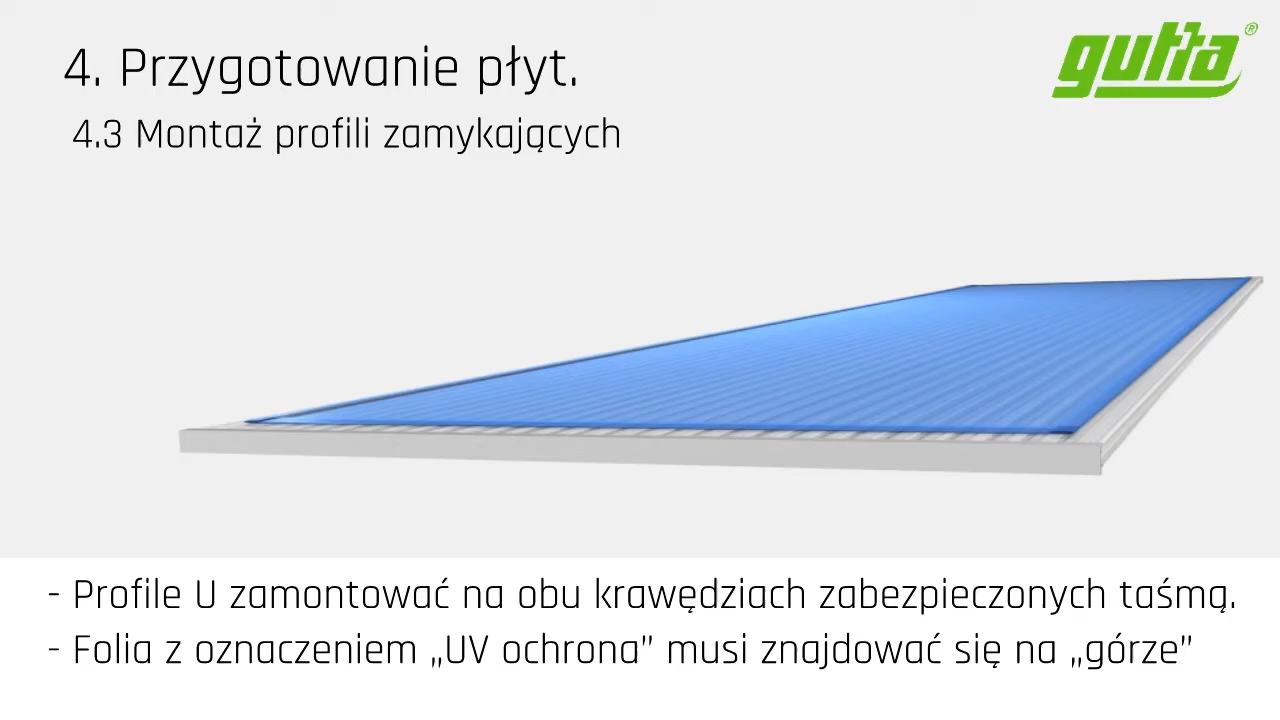 4. Przygotowanie płyt.
gutta®
4.3 Montaż profili zamykających
- Profile U zamontować na obu krawędziach zabezpieczonych taśmą.
- Folia z oznaczeniem „UV ochrona” musi znajdować się na „górze”